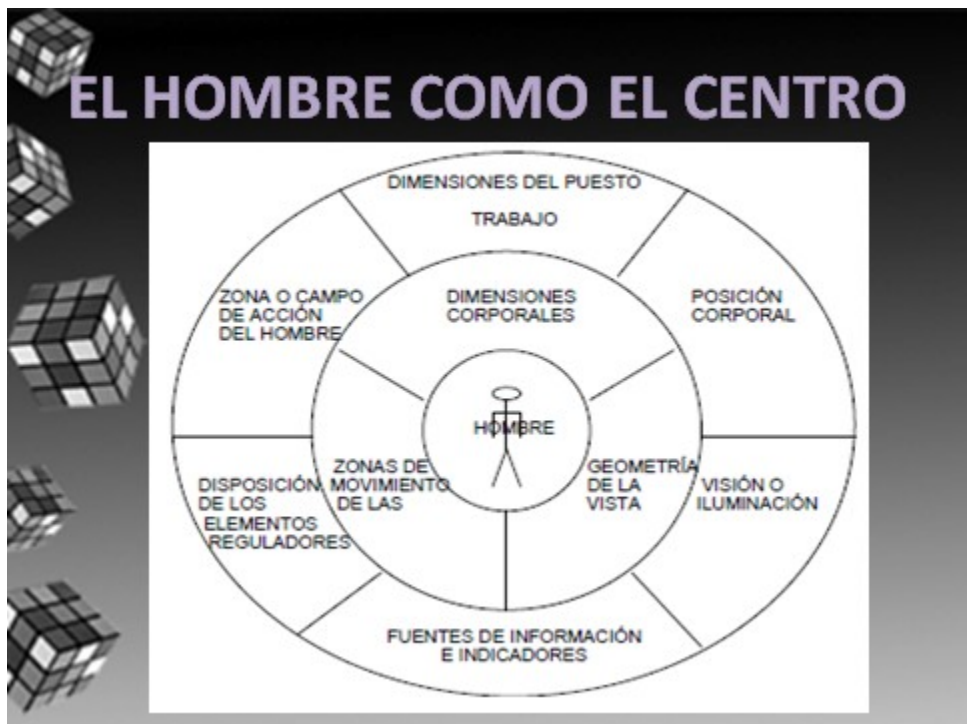 EL HOMBRE COMO EL CENTRO
DIMENSIONES DEL PUESTO
TRABAJO
ZONA O CAMPO
DE ACCIÓN
DEL HOMBRE
DIMENSIONES
CORPORALES
POSICIÓN
CORPORAL
HOMBRE
DISPOSICIÓN
DE LOS
ELEMENTOS
REGULADORES
ZONAS DE
MOVIMIENTO
DE LAS
GEOMETRÍA
DE LA
VISTA
VISIÓN O
ILUMINACIÓN
FUENTES DE INFORMACIÓN
E INDICADORES